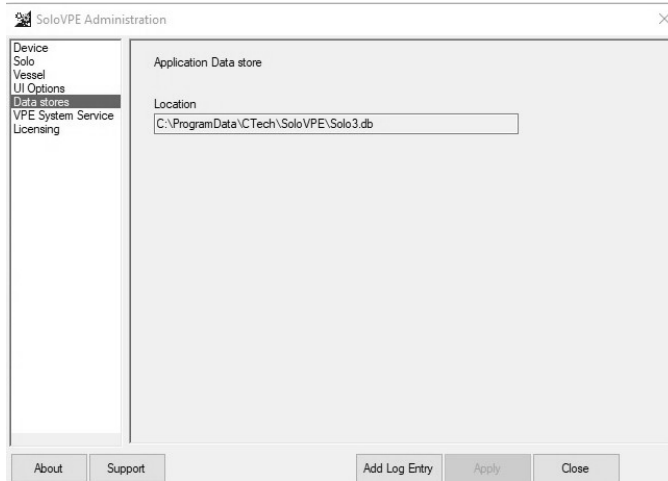 SoloVPE Administration
Device
Solo
Vessel
UI Options
Data stores
VPE System Service
Licensing
Application Data store
Location
C:\ProgramData\CTech\SoloVPE\Solo3.db
About
Support
Add Log Entry
Apply
Close